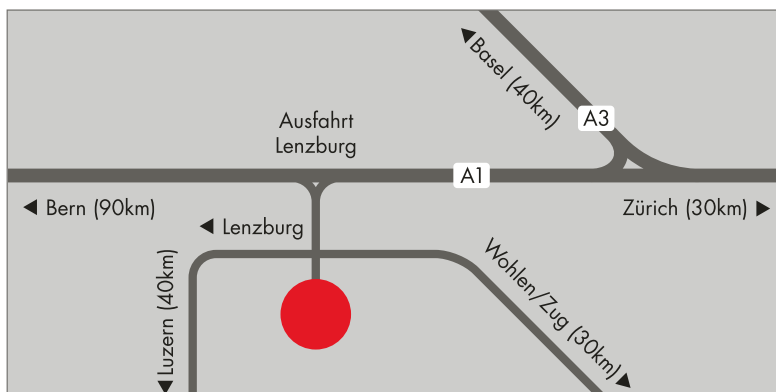 Basel (40km)
A3
Ausfahrt
Lenzburg
A1
Bern (90km)
Zürich (30km)
Lenzburg
Luzern (40km)
Wohlen/Zug (30km)